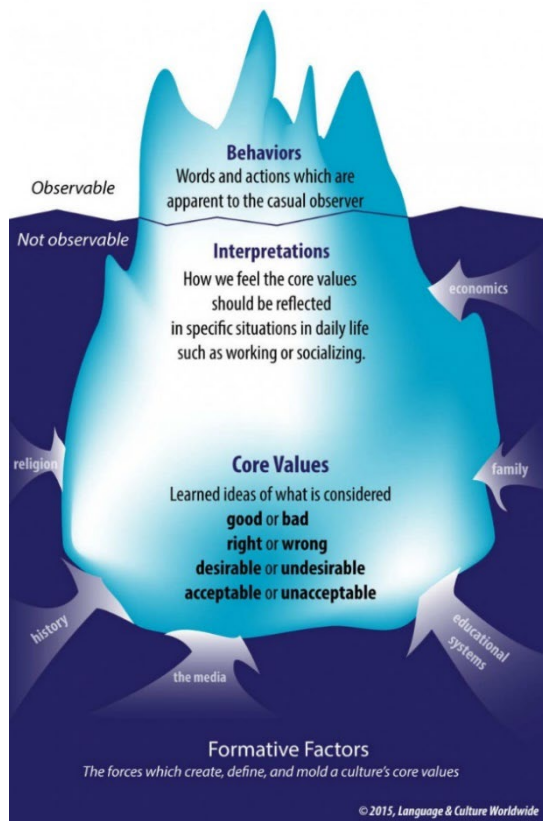 Behaviors
Words and actions which are
apparent to the casual observer
Observable
Not observable
Interpretations
How we feel the core values
should be reflected
in specific situations in daily life
such as working or socializing.
economics
religion
family
Core Values
Learned ideas of what is considered
good or bad
right or wrong
desirable or undesirable
acceptable or unacceptable
history
the media
educational
systems
Formative Factors
The forces which create, define, and mold a culture's core values
© 2015, Language & Culture Worldwide